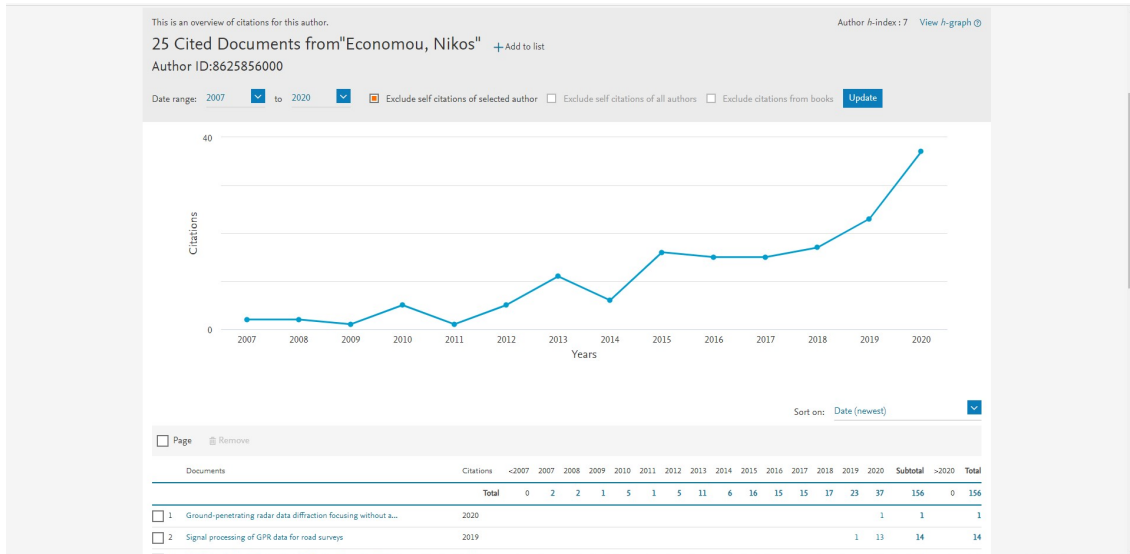 This is an overview of citations for this author.
Author h-index : 7 View h-graph
25 Cited Documents from"Economou, Nikos" + Add to list
Author ID:8625856000
Date range: 2007 to 2020 Exclude self citations of selected author Exclude self citations of all authors Exclude citations from books Update
40
Citations
0
2007 2008 2009 2010 2011 2012 2013 2014 2015 2016 2017 2018 2019 2020
Years
Sort on: Date (newest)
Page Remove
Documents Citations <2007 2007 2008 2009 2010 2011 2012 2013 2014 2015 2016 2017 2018 2019 2020 Subtotal >2020 Total
Total 0 2 2 1 5 1 5 11 6 16 15 15 17 23 37 156 0 156
1 Ground-penetrating radar data diffraction focusing without a... 2020 1 1 1
2 Signal processing of GPR data for road surveys 2019 1 13 14 14